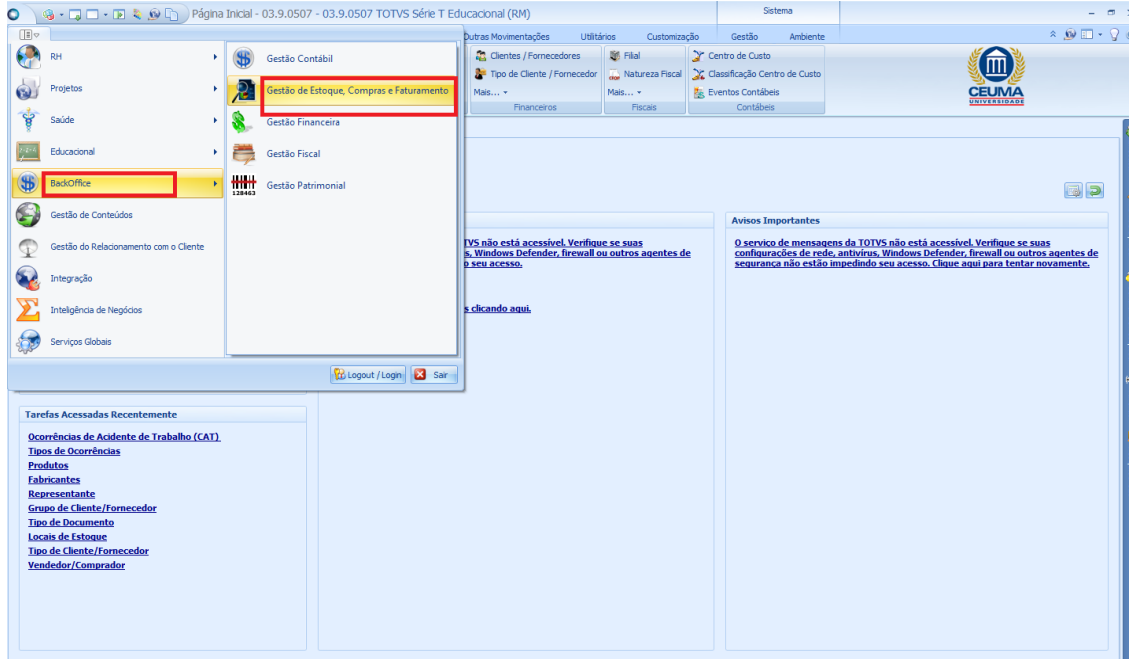 Página Inicial - 03.9.0507 - 03.9.0507 TOTVS Série T Educacional (RM)
Sistema
Outras Movimentações Utilitários Customização Gestão Ambiente
RH
Projetos
Saúde
Educacional
BackOffice
Gestão de Conteúdos
Gestão do Relacionamento com o Cliente
Integração
Inteligência de Negócios
Serviços Globais
Gestão Contábil
Gestão de Estoque, Compras e Faturamento
Gestão Financeira
Gestão Fiscal
128463
Gestão Patrimonial
Logout / Login Sair
Clientes / Fornecedores
Tipo de Cliente / Fornecedor
Mais...
Financeiros
Filial
Natureza Fiscal
Mais...
Fiscais
Centro de Custo
Classificação Centro de Custo
Eventos Contábeis
Contábeis
CEUMA
UNIVERSIDADE
TVS não está acessível. Verifique se suas
s, Windows Defender, firewall ou outros agentes de
o seu acesso.
s clicando aqui.
Avisos Importantes
O serviço de mensagens da TOTVS não está acessível. Verifique se suas
configurações de rede, antivírus, Windows Defender, firewall ou outros agentes de
segurança não estão impedindo seu acesso. Clique aqui para tentar novamente.
Tarefas Acessadas Recentemente
Ocorrências de Acidente de Trabalho (CAT)
Tipos de Ocorrências
Produtos
Fabricantes
Representante
Grupo de Cliente/Fornecedor
Tipo de Documento
Locais de Estoque
Tipo de Cliente/Fornecedor
Vendedor/Comprador